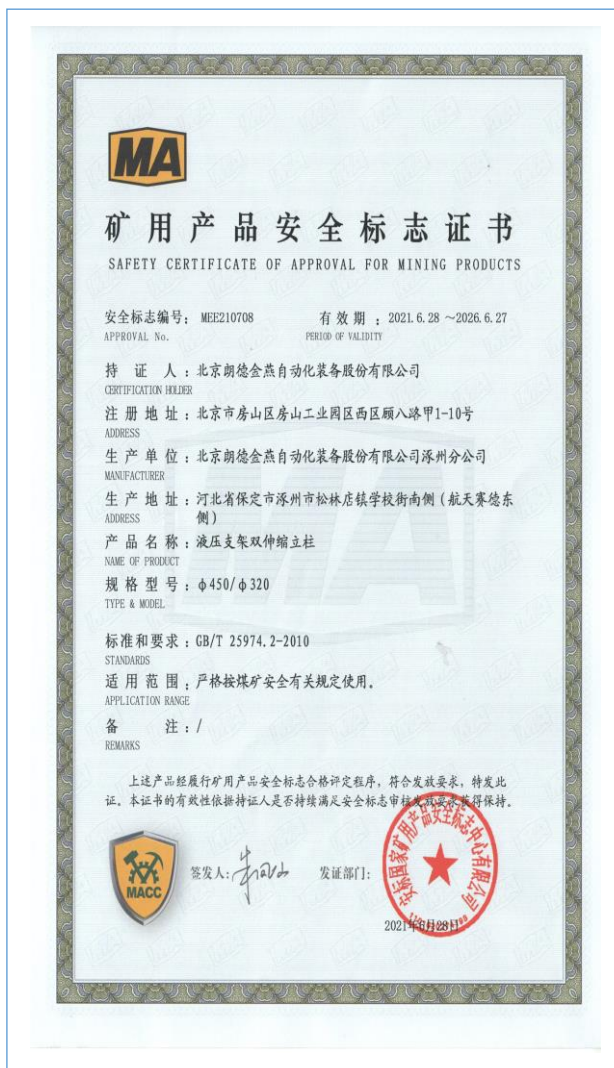 MA
矿用产品安全标志证书
SAFETY CERTIFICATE OF APPROVAL FOR MINING PRODUCTS
安全标志编号: MEE210708 有效期: 2021.6.28 ~2026.6.27
APPROVAL No. PERIOD OF VALIDITY
持证人: 北京朗德金燕自动化装备股份有限公司
CERTIFICATION HOLDER
注册地址: 北京市房山区房山工业园区西区顾八路甲1-10号
ADDRESS
生产单位: 北京朗德金燕自动化装备股份有限公司涿州分公司
MANUFACTURER
生产地址: 河北省保定市涿州市松林店镇学校街南侧(航天赛德东
ADDRESS
侧)
产品名称: 液压支架双伸缩立柱
NAME OF PRODUCT
规格型号: φ450/φ320
TYPE & MODEL
标准和要求: GB/T 25974.2-2010
STANDARDS
适用范围: 严格按煤矿安全有关规定使用。
APPLICATION RANGE
备注: /
REMARKS
上述产品经履行矿用产品安全标志合格评定程序, 符合发放要求, 特发此
证。本证书的有效性依据持证人是否持续满足安全标志审核发放要求获得保持。
MACC
签发人: 发证部门:
安标国家矿用产品安全标志中心有限公司
2021年6月28日